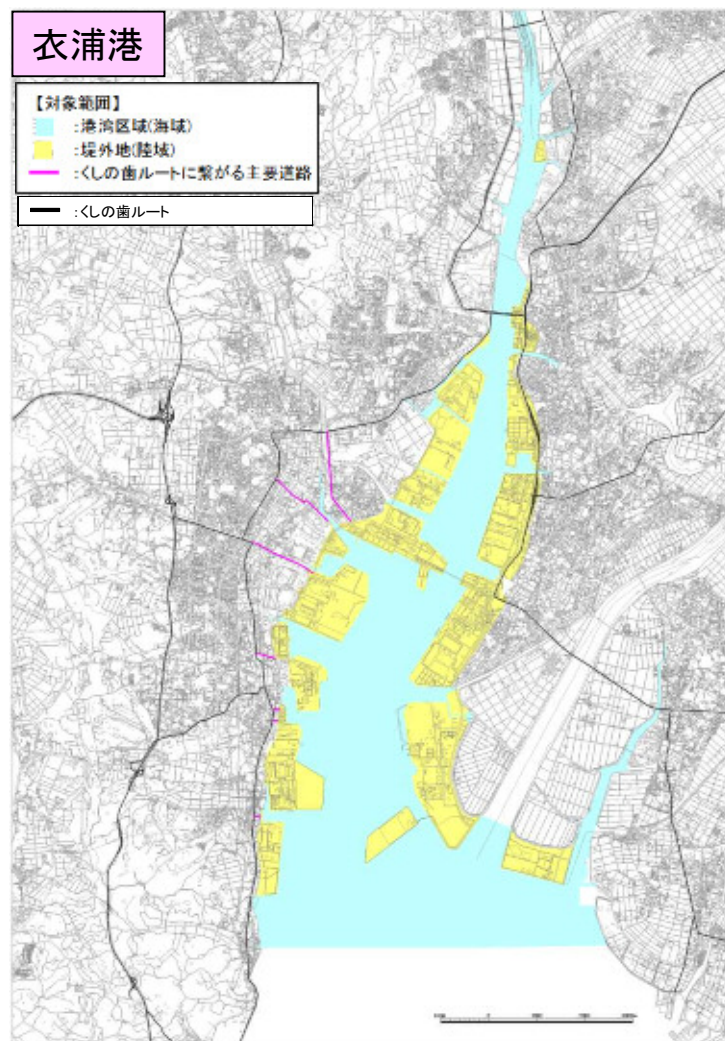 衣浦港
【対象範囲】
:港湾区域(海域)
:堤外地(陸域)
:くしの歯ルートに繋がる主要道路
:くしの歯ルート